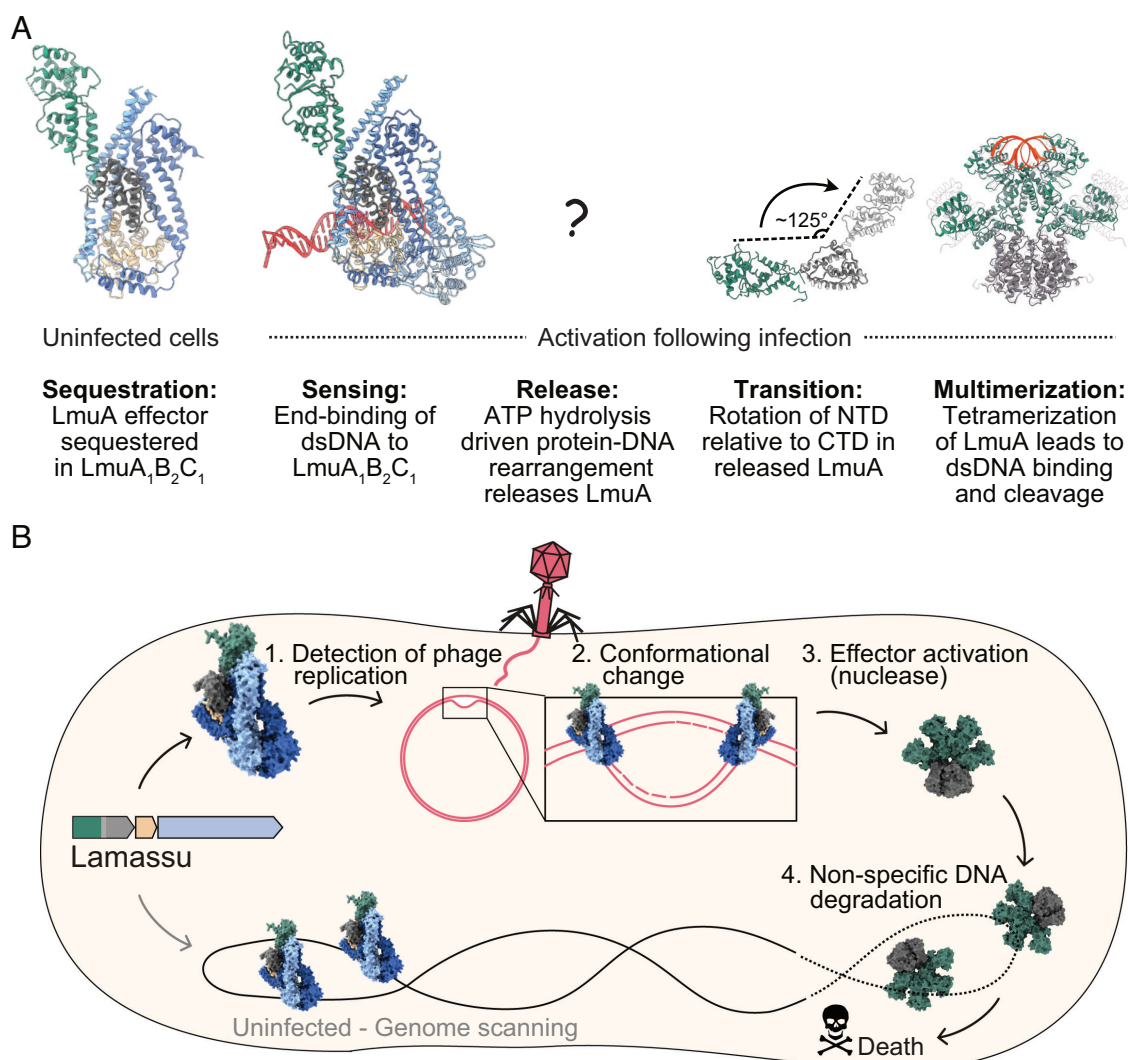 A
?
~125°
Uninfected cells
Activation following infection
Sequestration:
LmuA effector
sequestered
in LmuA₁B₂C₁
Sensing:
End-binding of
dsDNA to
LmuA₁B₂C₁
Release:
ATP hydrolysis
driven protein-DNA
rearrangement
releases LmuA
Transition:
Rotation of NTD
relative to CTD in
released LmuA
Multimerization:
Tetramerization
of LmuA leads to
dsDNA binding
and cleavage
B
1. Detection of phage
replication
2. Conformational
change
3. Effector activation
(nuclease)
Lamassu
4. Non-specific DNA
degradation
Uninfected - Genome scanning
Death